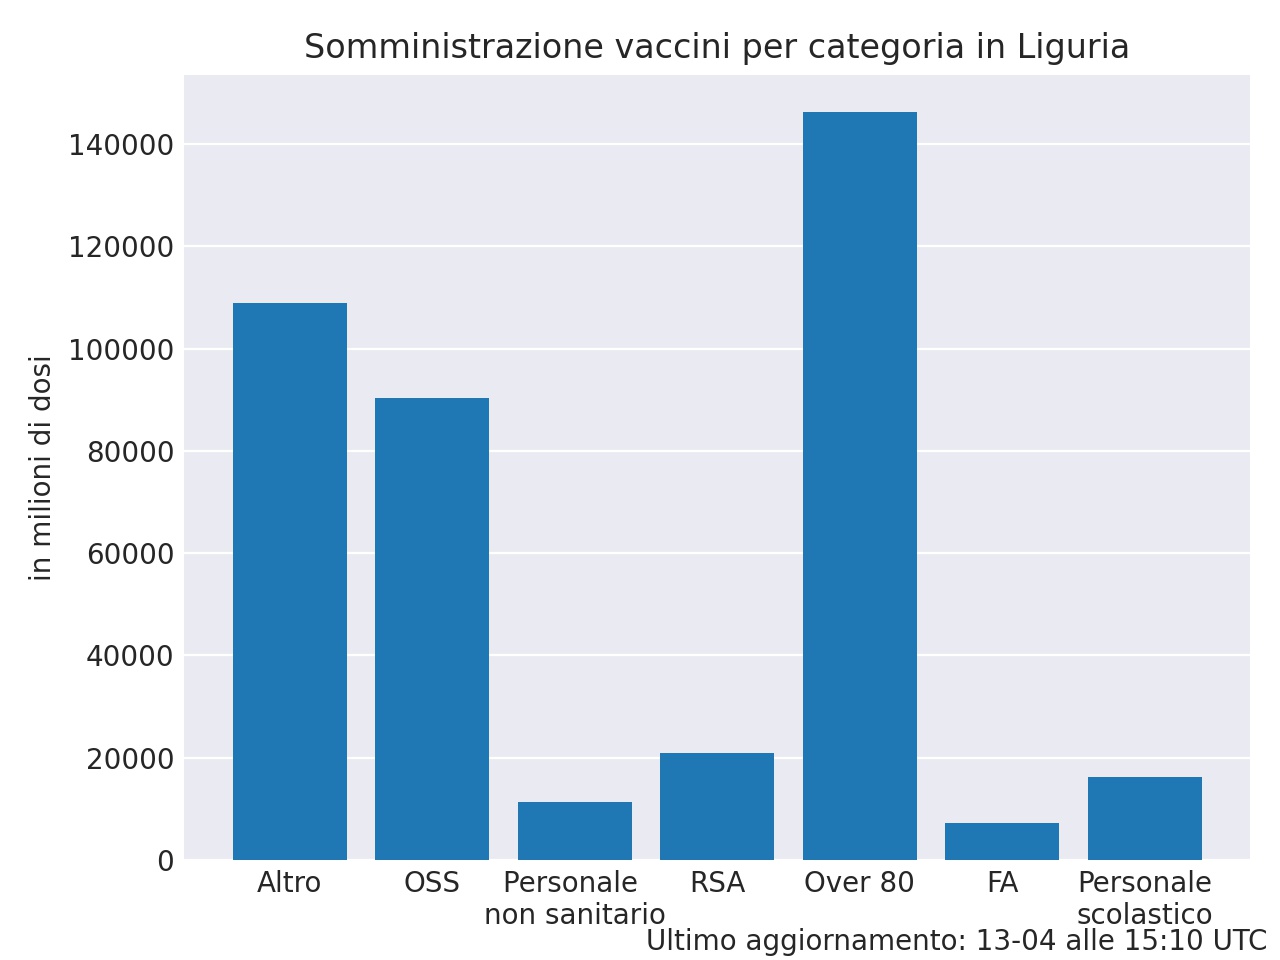 Somministrazione vaccini per categoria in Liguria
in milioni di dosi
140000
120000
100000
80000
60000
40000
20000
0
Altro
OSS
Personale
non sanitario
RSA
Over 80
FA
Personale
scolastico
Ultimo aggiornamento: 13-04 alle 15:10 UTC